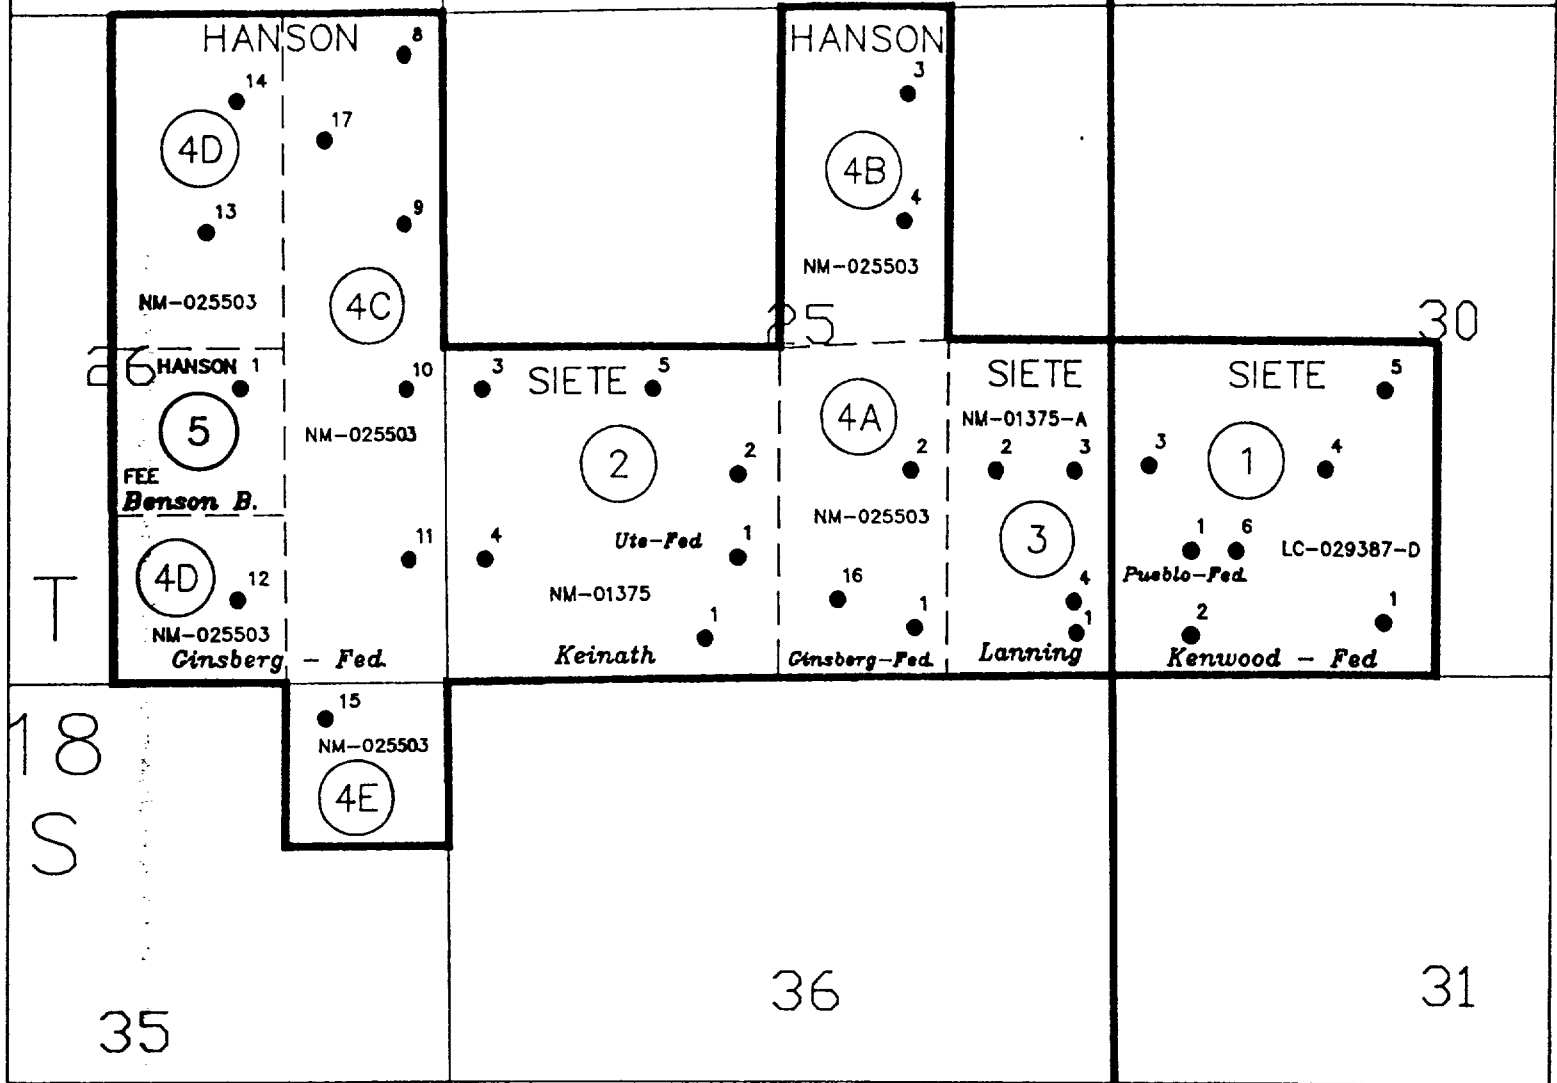 HANSON
8
14
17
4D
13
9
NM-025503
4C
HANSON
3
4B
4
NM-025503
25
30
26
HANSON 1
5
FEE
Benson B.
10
NM-025503
3
SIETE
5
2
2
4
Ute-Fed
1
NM-01375
1
Keinath
4A
2
NM-025503
16
1
Ginsberg-Fed.
SIETE
NM-01375-A
2
3
3
4
1
Lanning
SIETE
5
3
1
4
1
6
LC-029387-D
Pueblo-Fed.
2
1
Kenwood - Fed
T
4D
12
11
NM-025503
Ginsberg - Fed.
15
NM-025503
4E
18
S
35
36
31